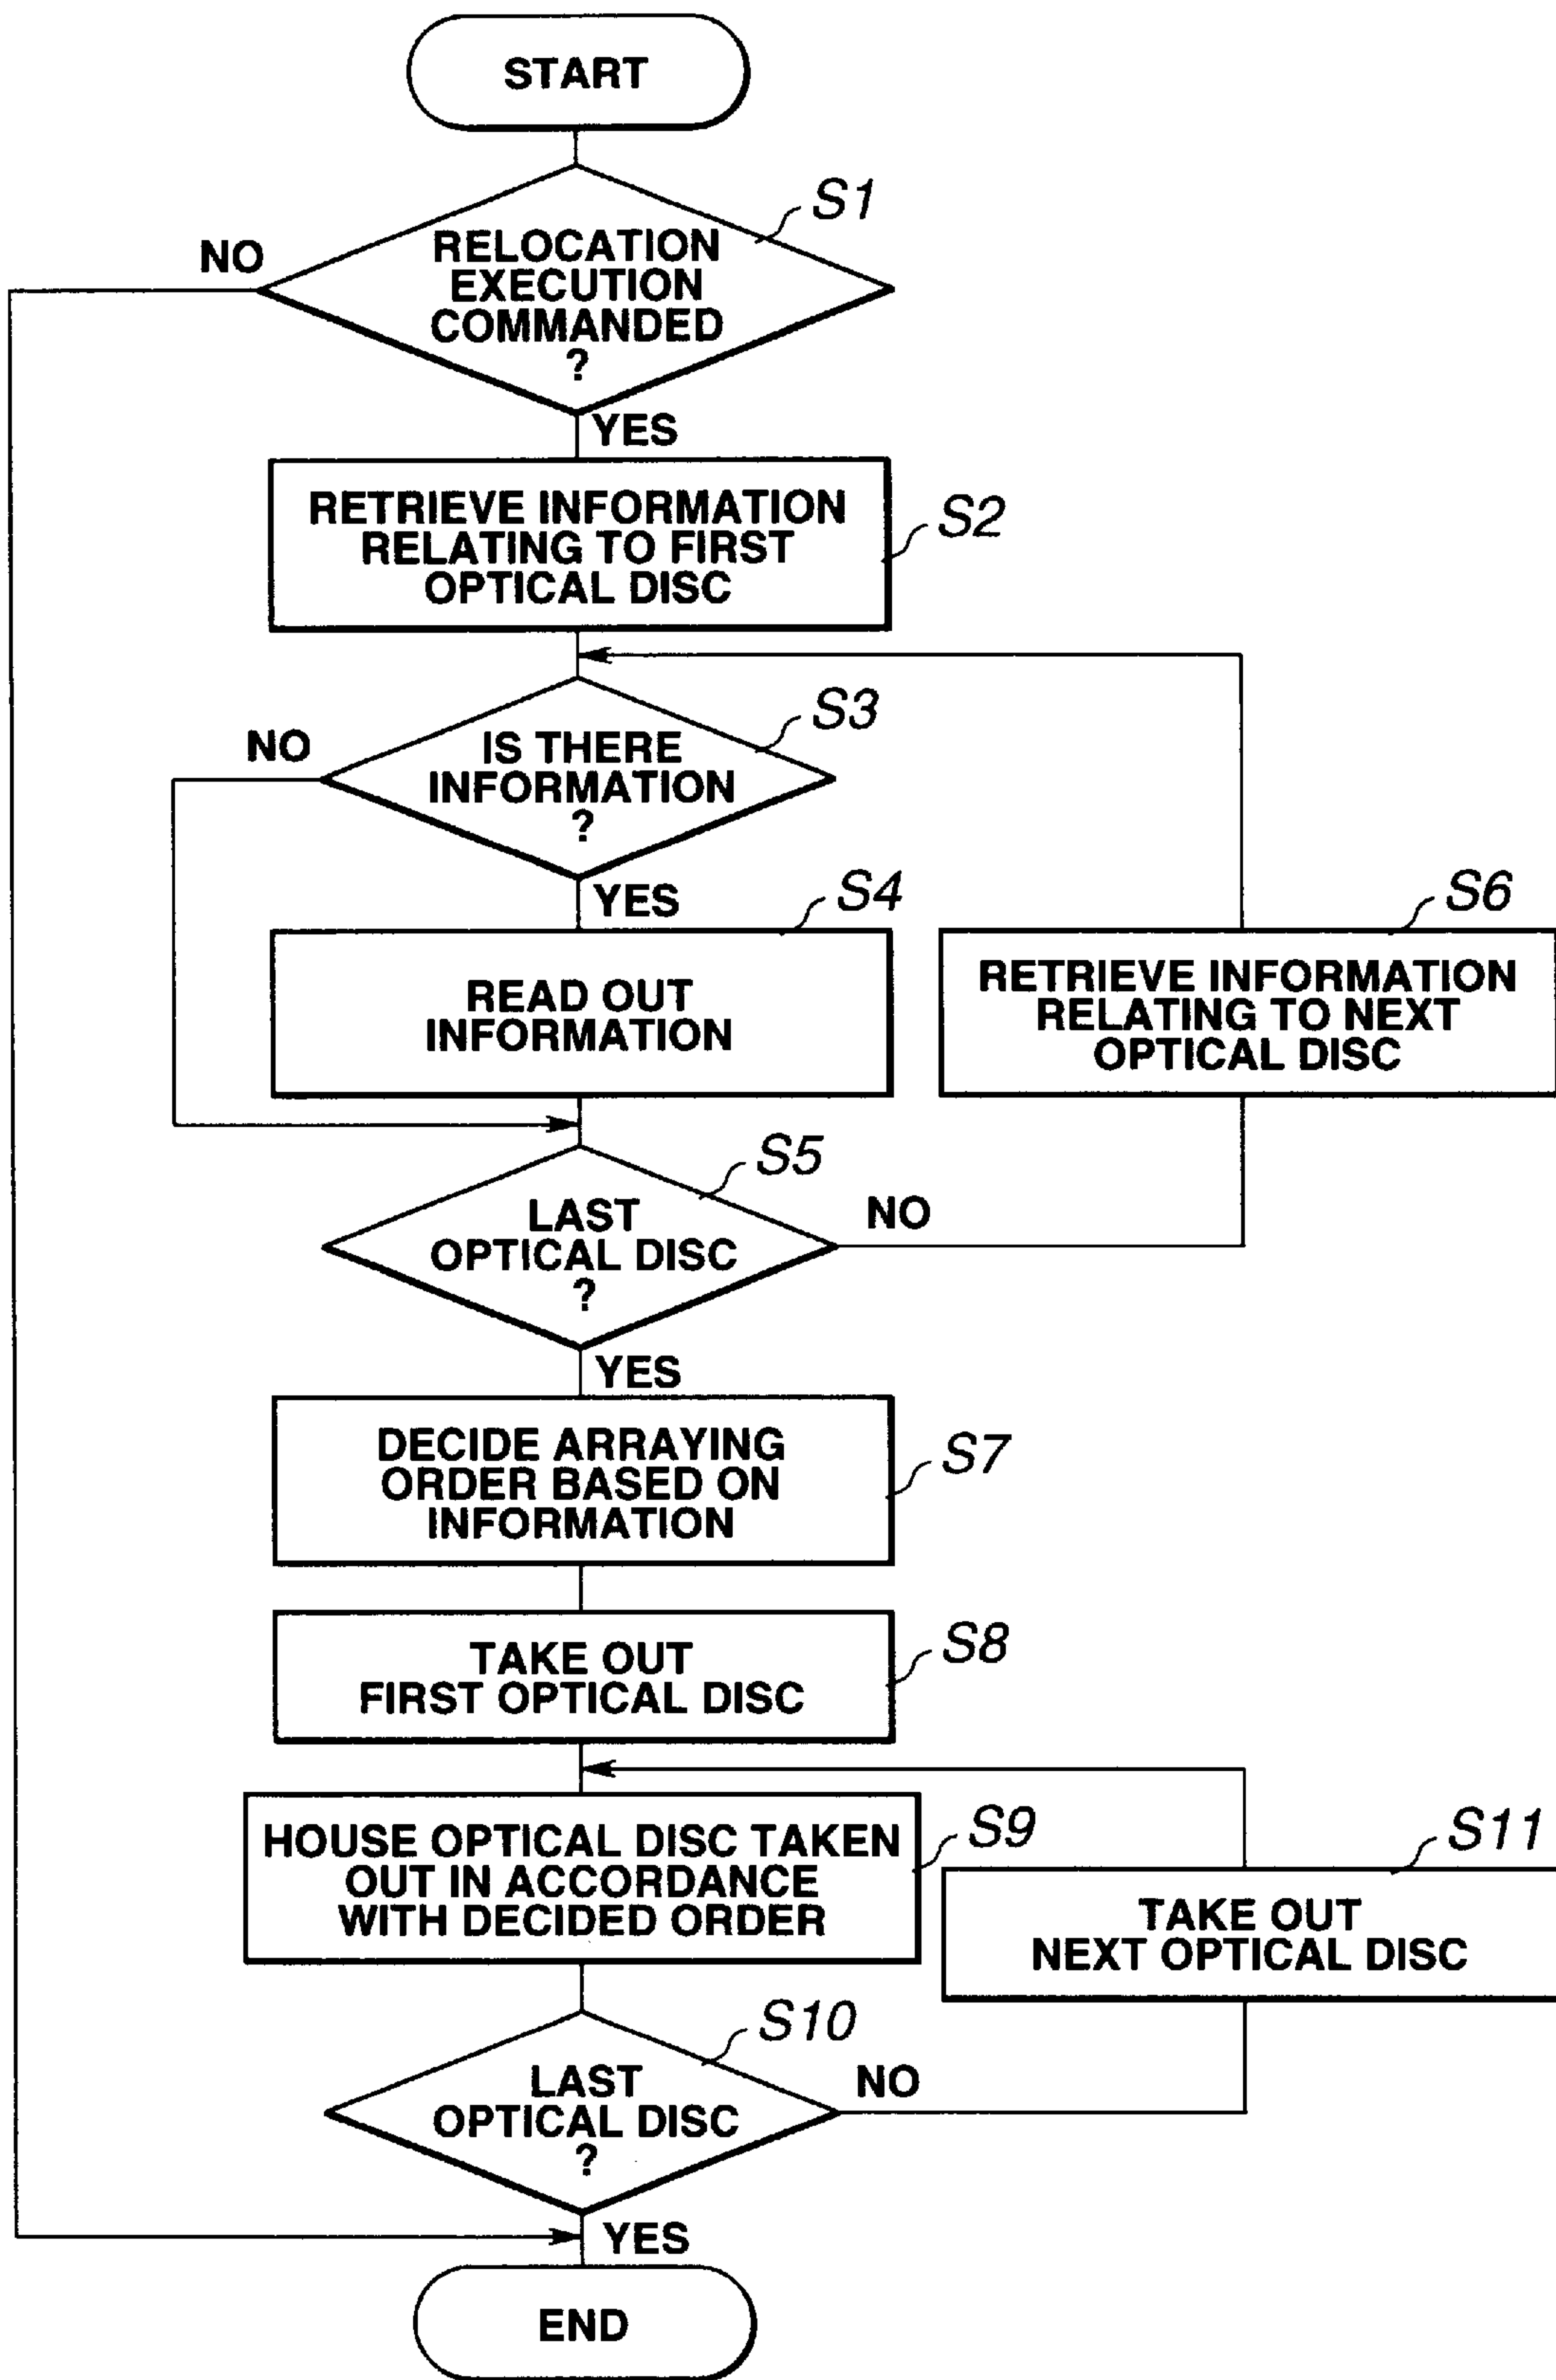 START
S1
NO
RELOCATION
EXECUTION
COMMANDED
?
YES
RETRIEVE INFORMATION
RELATING TO FIRST
OPTICAL DISC
S2
S3
NO
IS THERE
INFORMATION
?
YES
S4
S6
READ OUT
INFORMATION
RETRIEVE INFORMATION
RELATING TO NEXT
OPTICAL DISC
S5
LAST
OPTICAL DISC
?
NO
YES
DECIDE ARRAYING
ORDER BASED ON
INFORMATION
S7
TAKE OUT
FIRST OPTICAL DISC
S8
HOUSE OPTICAL DISC TAKEN
OUT IN ACCORDANCE
WITH DECIDED ORDER
S9
S11
TAKE OUT
NEXT OPTICAL DISC
S10
LAST
OPTICAL DISC
?
NO
YES
END